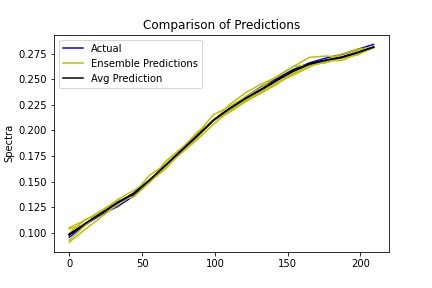 Comparison of Predictions
Actual
Ensemble Predictions
Avg Prediction
Spectra
0.275
0.250
0.225
0.200
0.175
0.150
0.125
0.100
0 50 100 150 200